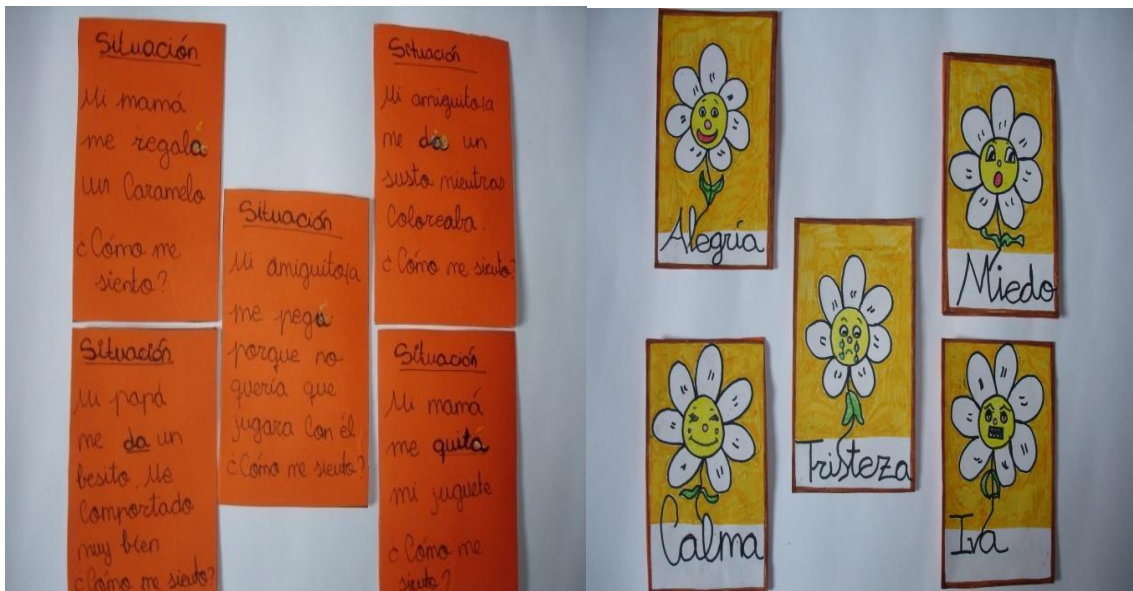 Situación
Mi mamá
me regalá
un Caramelo
¿Cómo me
siento?
Situación
Mi amiguito/a
me da un
susto mientras
Coloreaba.
¿Cómo me siento?
Situación
Mi amiguito/a
me pegá
porque no
quería que
jugara con él
¿Cómo me siento?
Situación
Mi papá
me da un
besito. Me
Comportado
muy bien
¿Cómo me siento?
Situación
Mi mamá
me quitá
mi juguete
¿Cómo me
siento?
Alegría
Miedo
Tristeza
Calma
Ira